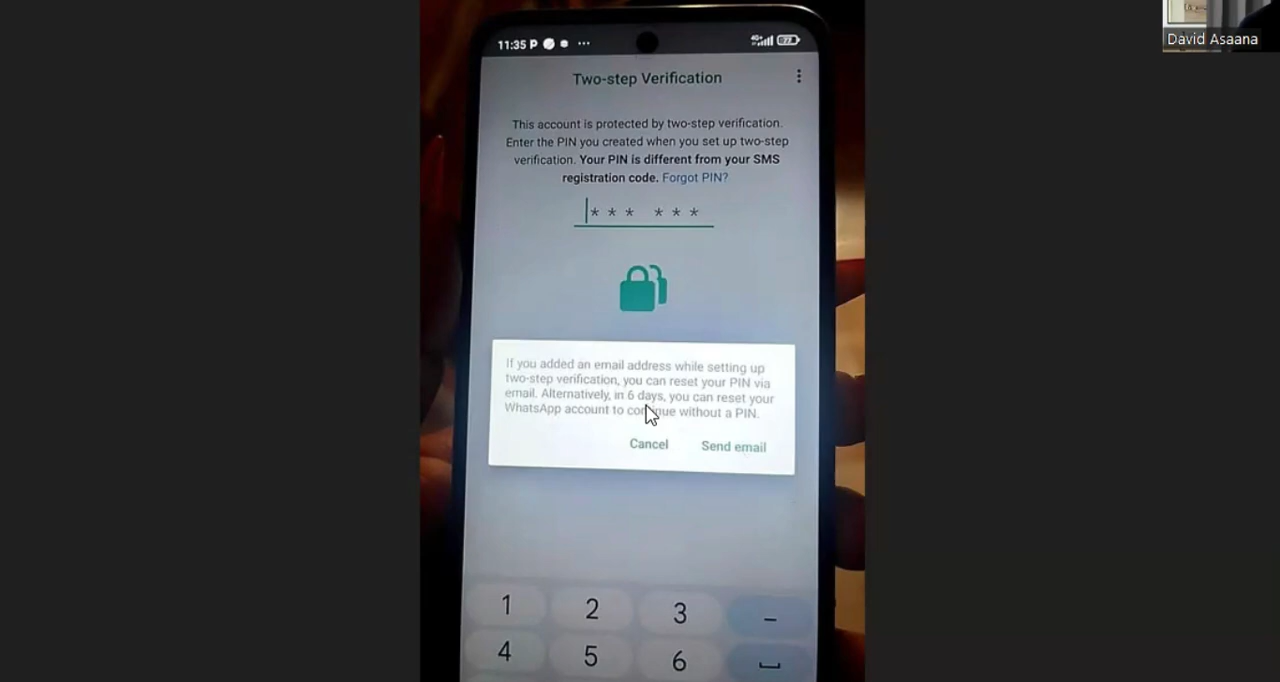 David Asaana
11:35 P
4G+ 77
Two-step Verification
This account is protected by two-step verification.
Enter the PIN you created when you set up two-step
verification. Your PIN is different from your SMS
registration code. Forgot PIN?
*** ***
If you added an email address while setting up
two-step verification, you can reset your PIN via
email. Alternatively, in 6 days, you can reset your
WhatsApp account to continue without a PIN.
Cancel Send email
1 2 3 –
4 5 6